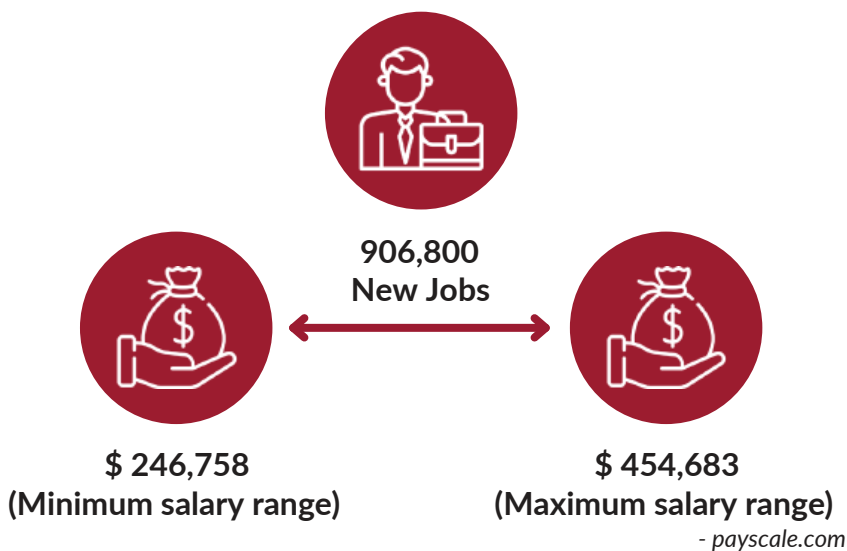 906,800
New Jobs
$ 246,758
(Minimum salary range)
$ 454,683
(Maximum salary range)
- payscale.com